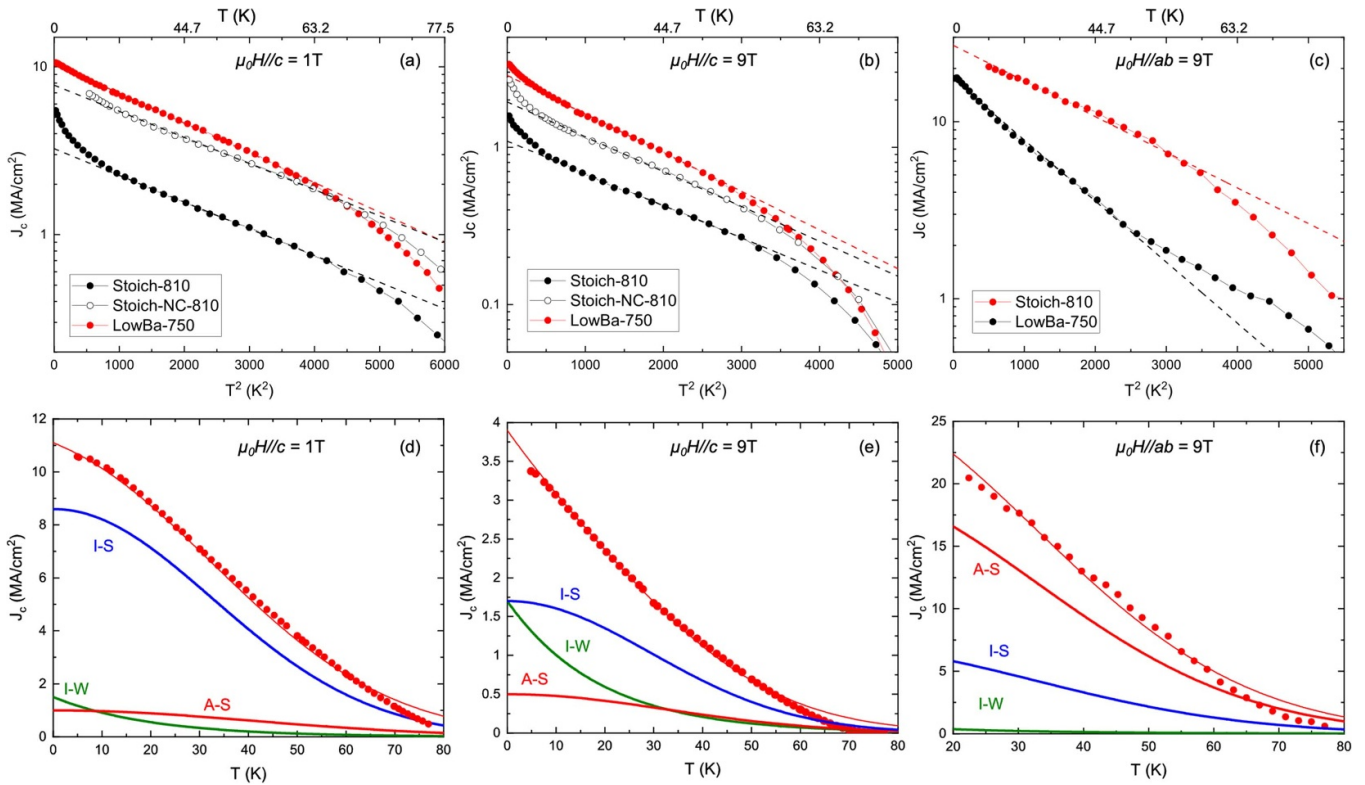 T (K)
0 44.7 63.2 77.5
μ₀H//c = 1T (a)
10
1
J_c (MA/cm²)
Stoich-810
Stoich-NC-810
LowBa-750
0 1000 2000 3000 4000 5000 6000
T² (K²)
T (K)
0 44.7 63.2
μ₀H//c = 9T (b)
1
0.1
Jc (MA/cm²)
Stoich-810
Stoich-NC-810
LowBa-750
0 1000 2000 3000 4000 5000
T² (K²)
T (K)
0 44.7 63.2
μ₀H//ab = 9T (c)
10
1
J_c (MA/cm²)
Stoich-810
LowBa-750
0 1000 2000 3000 4000 5000
T² (K²)
12
10
8
6
4
2
0
J_c (MA/cm²)
μ₀H//c = 1T (d)
I-S
I-W
A-S
0 10 20 30 40 50 60 70 80
T (K)
4
3.5
3
2.5
2
1.5
1
0.5
0
J_c (MA/cm²)
μ₀H//c = 9T (e)
I-S
I-W
A-S
0 10 20 30 40 50 60 70 80
T (K)
25
20
15
10
5
0
J_c (MA/cm²)
μ₀H//ab = 9T (f)
A-S
I-S
I-W
20 30 40 50 60 70 80
T (K)